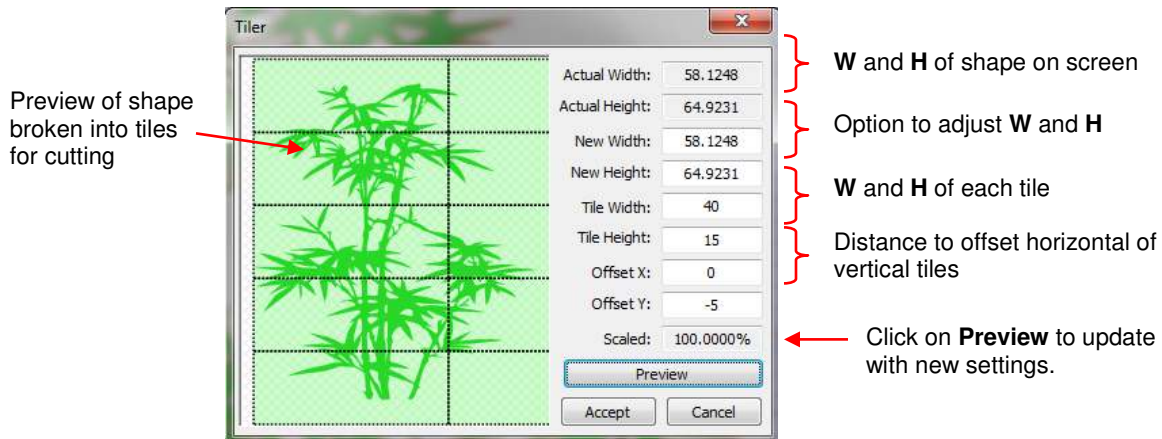 Tiler
Preview of shape
broken into tiles
for cutting
Actual Width: 58.1248
Actual Height: 64.9231
New Width: 58.1248
New Height: 64.9231
Tile Width: 40
Tile Height: 15
Offset X: 0
Offset Y: -5
Scaled: 100.0000%
Preview
Accept Cancel
W and H of shape on screen
Option to adjust W and H
W and H of each tile
Distance to offset horizontal of
vertical tiles
Click on Preview to update
with new settings.